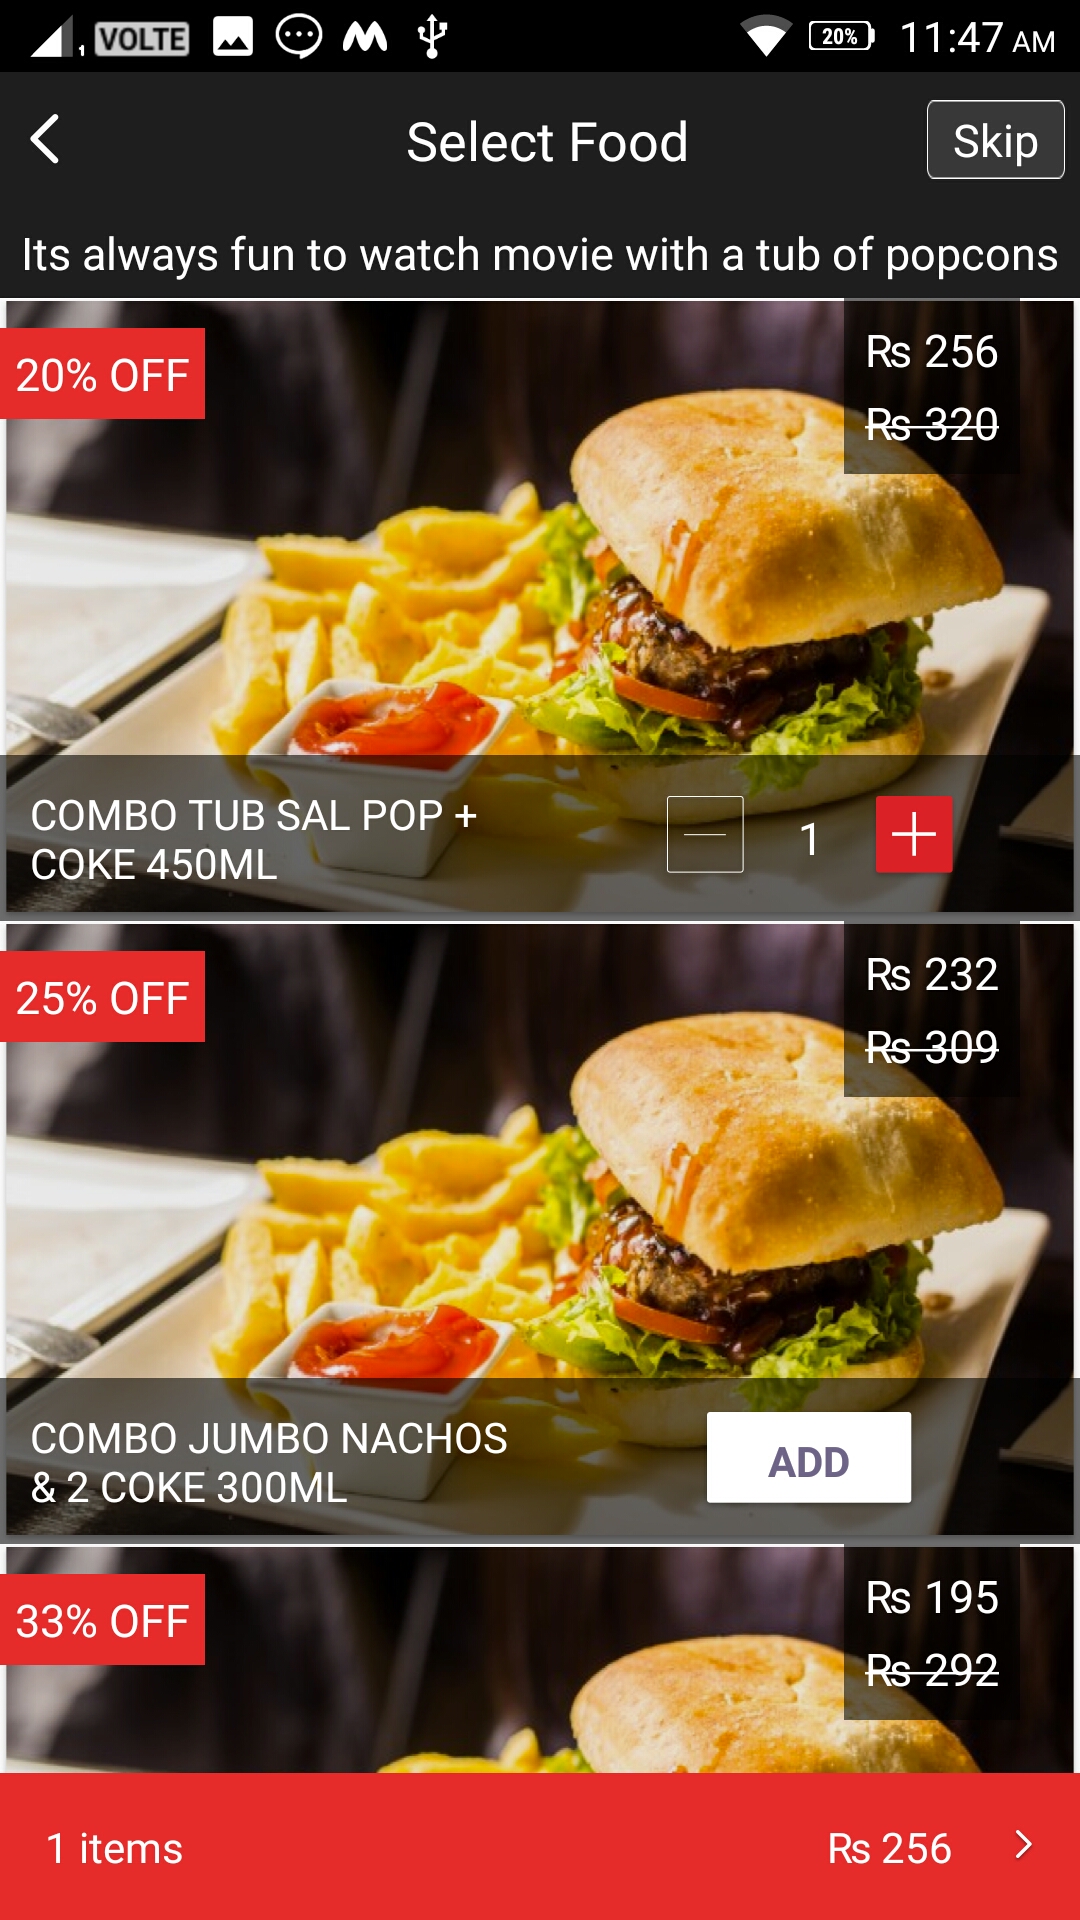 1 VOLTE 20% 11:47 AM
Select Food
Skip
Its always fun to watch movie with a tub of popcons
20% OFF
Rs 256
Rs 320
COMBO TUB SAL POP +
COKE 450ML
1
25% OFF
Rs 232
Rs 309
COMBO JUMBO NACHOS
& 2 COKE 300ML
ADD
33% OFF
Rs 195
Rs 292
1 items
Rs 256